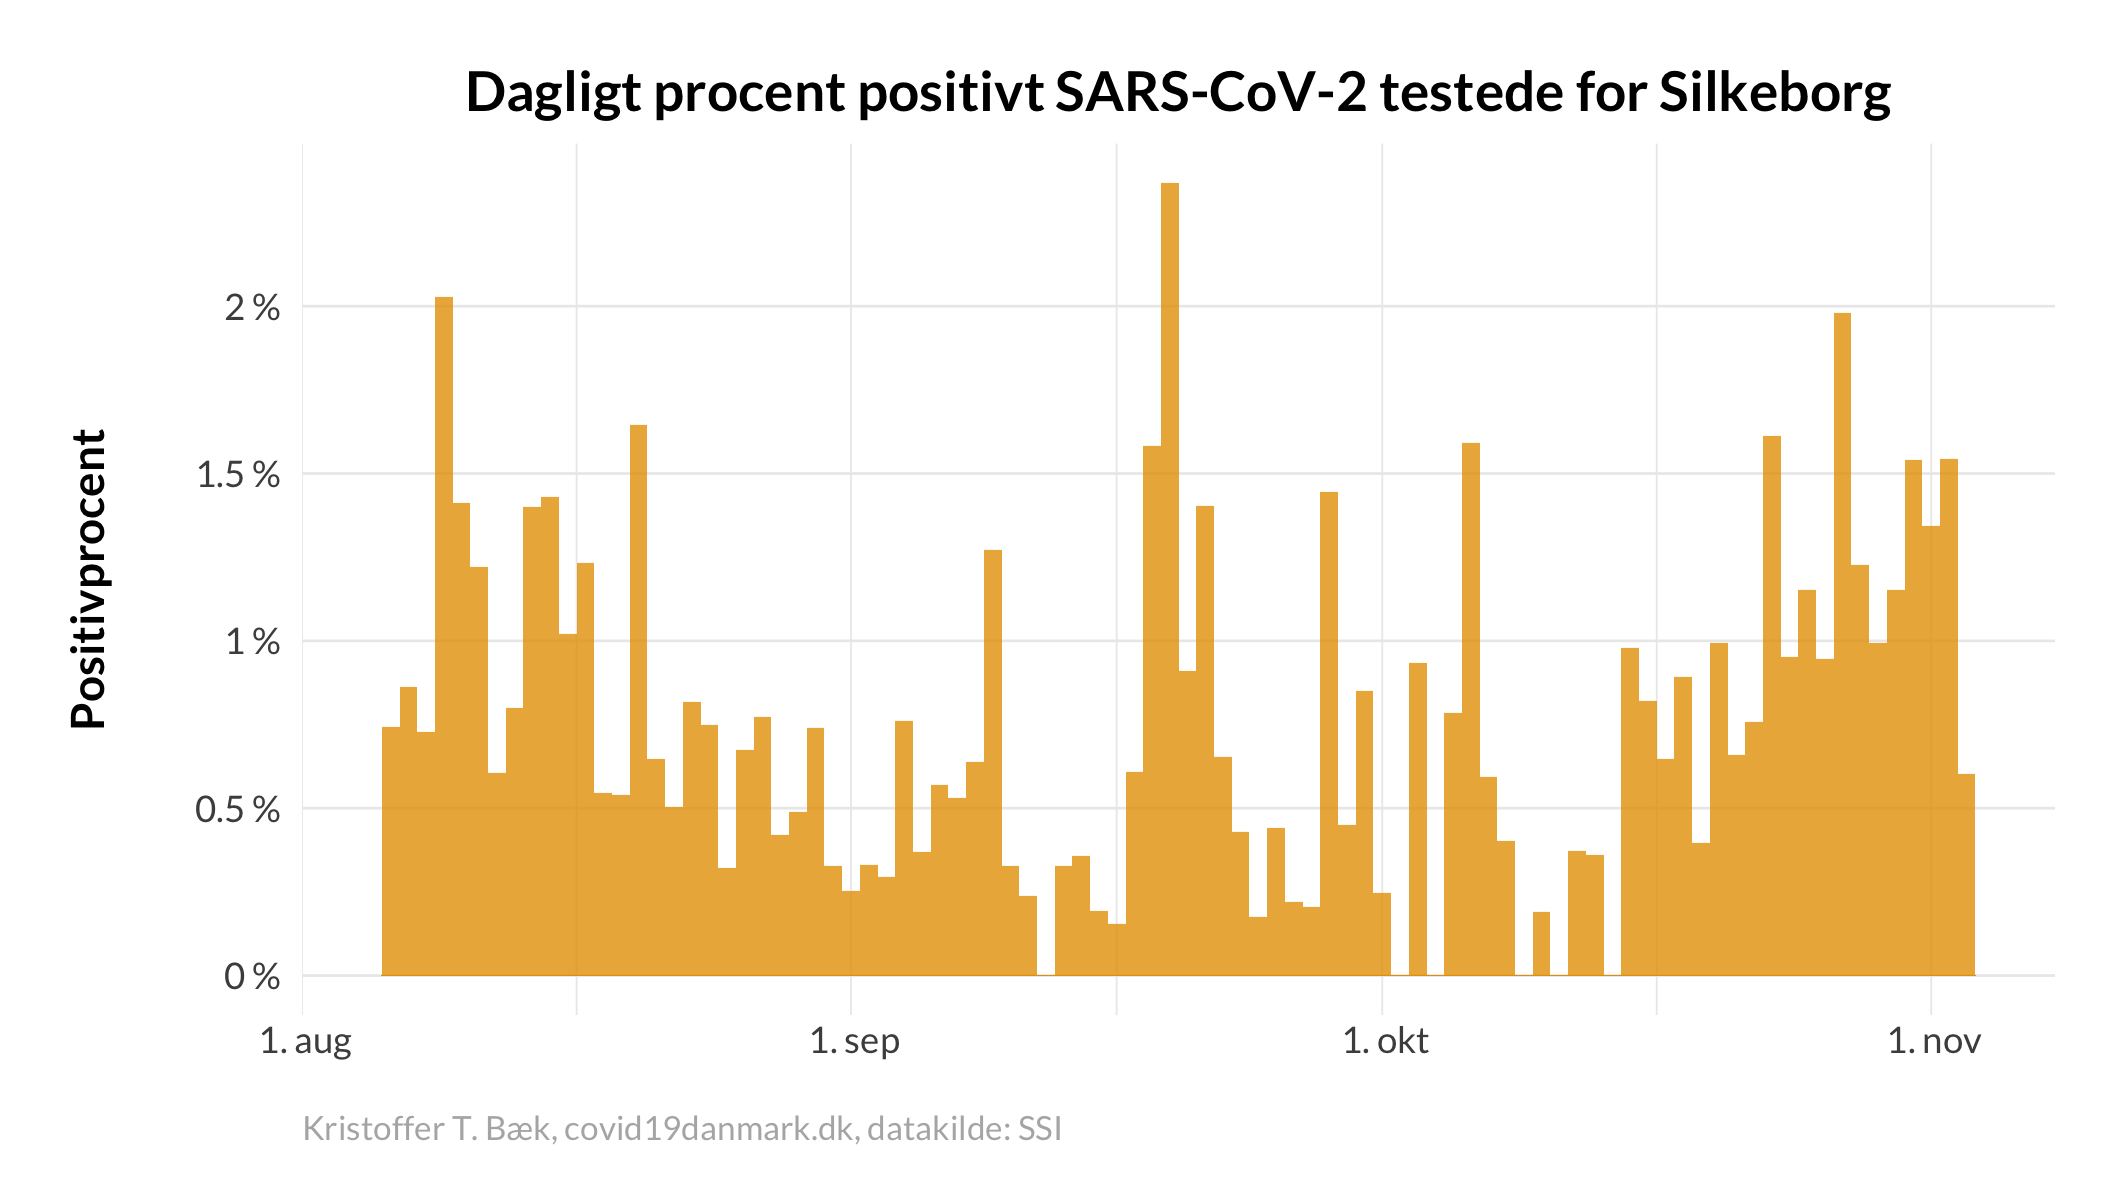 Dagligt procent positivt SARS-CoV-2 testede for Silkeborg
Positivprocent
2 %
1.5 %
1 %
0.5 %
0 %
1. aug
1. sep
1. okt
1. nov
Kristoffer T. Bæk, covid19danmark.dk, datakilde: SSI